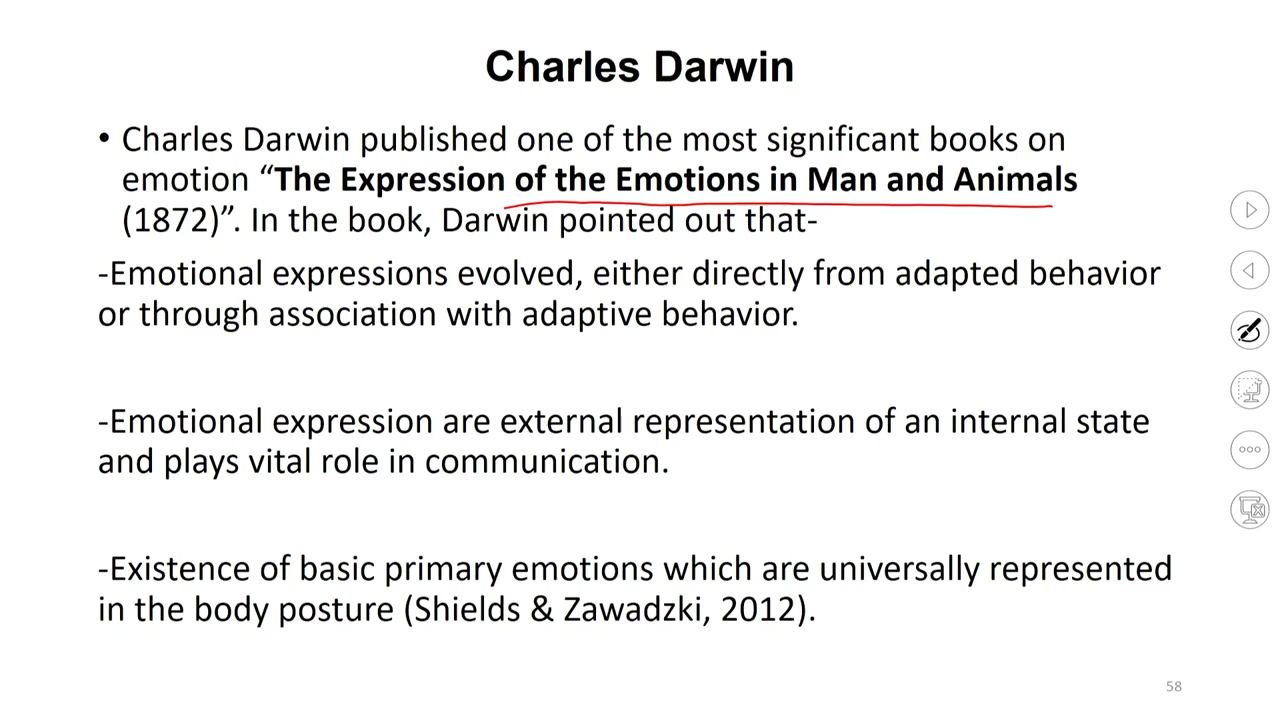 Charles Darwin
• Charles Darwin published one of the most significant books on
emotion “The Expression of the Emotions in Man and Animals
(1872)”. In the book, Darwin pointed out that-
-Emotional expressions evolved, either directly from adapted behavior
or through association with adaptive behavior.
-Emotional expression are external representation of an internal state
and plays vital role in communication.
-Existence of basic primary emotions which are universally represented
in the body posture (Shields & Zawadzki, 2012).
58